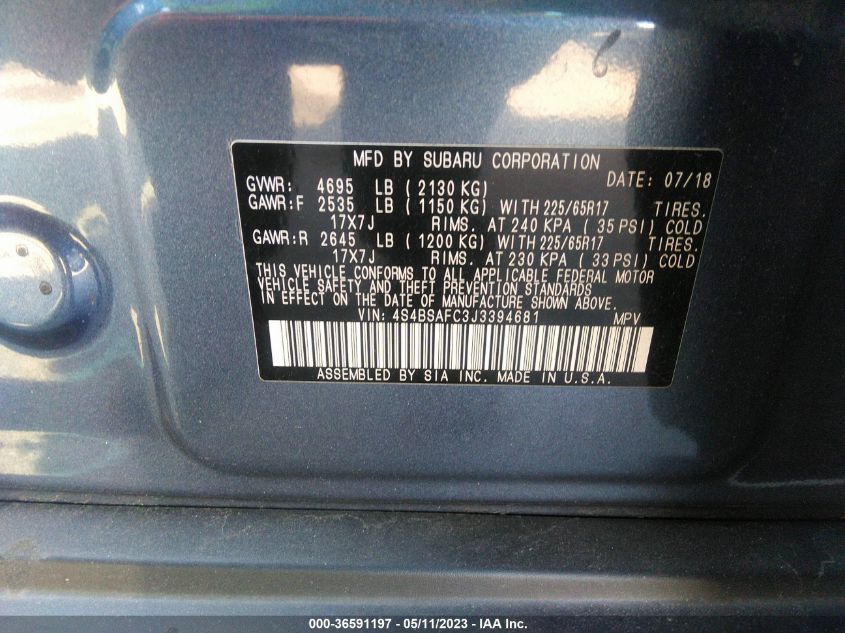 MFD BY SUBARU CORPORATION
DATE: 07/18
GVWR: 4695 LB ( 2130 KG)
GAWR:F 2535 LB ( 1150 KG) WITH 225/65R17 TIRES.
17X7J RIMS. AT 240 KPA ( 35 PSI) COLD
GAWR:R 2645 LB ( 1200 KG) WITH 225/65R17 TIRES.
17X7J RIMS. AT 230 KPA ( 33 PSI) COLD
THIS VEHICLE CONFORMS TO ALL APPLICABLE FEDERAL MOTOR
VEHICLE SAFETY AND THEFT PREVENTION STANDARDS
IN EFFECT ON THE DATE OF MANUFACTURE SHOWN ABOVE.
VIN: 4S4BSAFC3J3394681 MPV
ASSEMBLED BY SIA INC. MADE IN U.S.A.
000-36591197 - 05/11/2023 - IAA Inc.